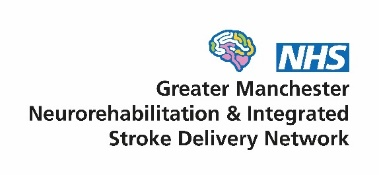 NHS
Greater Manchester
Neurorehabilitation & Integrated
Stroke Delivery Network